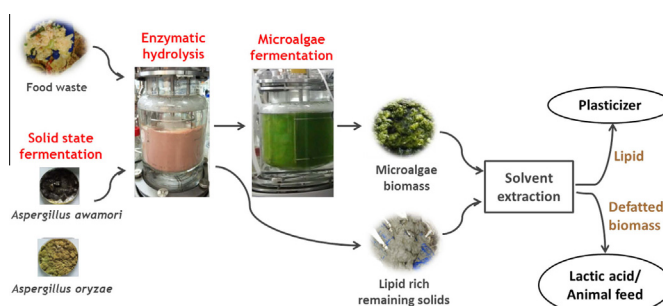 Enzymatic
hydrolysis
Microalgae
fermentation
Food waste
Solid state
fermentation
Aspergillus awamori
Aspergillus oryzae
Microalgae
biomass
Lipid rich
remaining solids
Solvent
extraction
Plasticizer
Lipid
Defatted
biomass
Lactic acid/
Animal feed